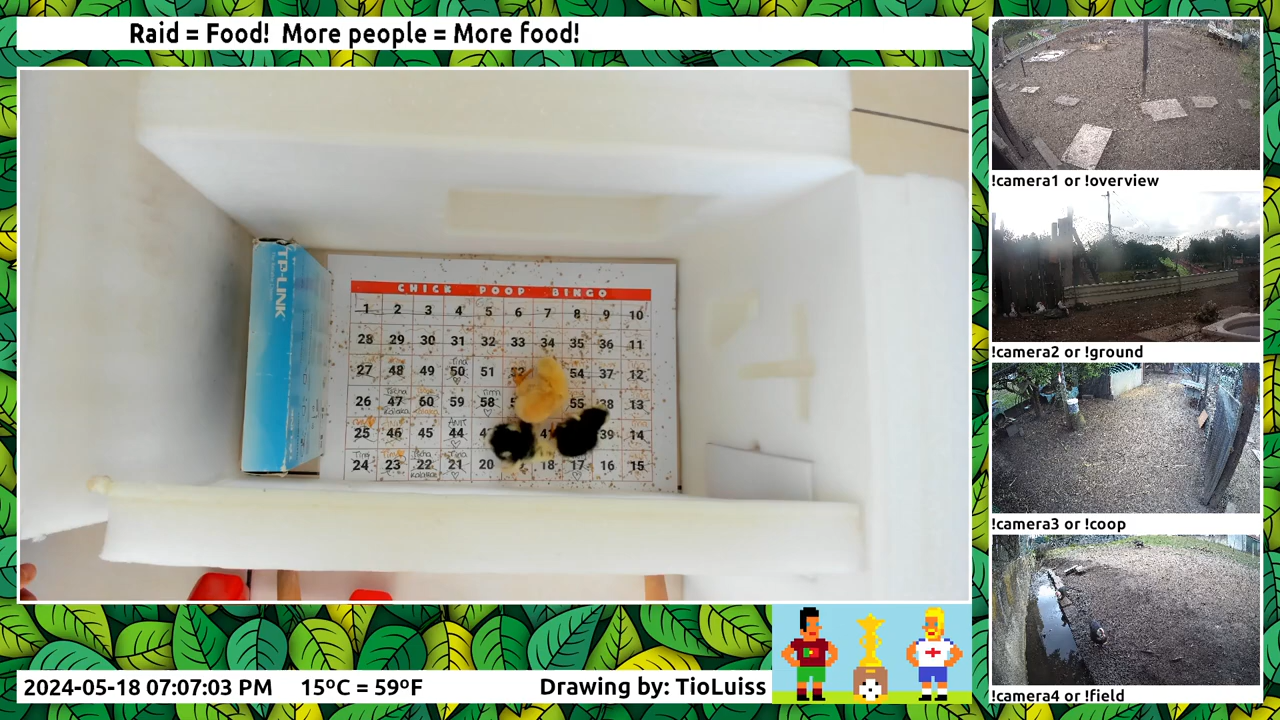 Raid = Food! More people = More food!
TP-LINK
CHICK POOP BINGO
1 2 3 4 5 6 7 8 9 10
28 29 30 31 32 33 34 35 36 11
27 48 49 50 51 54 37 12
26 47 60 59 58 55 38 13
25 46 45 44 39 14
24 23 22 21 20 18 17 16 15
!camera1 or !overview
!camera2 or !ground
!camera3 or !coop
!camera4 or !field
2024-05-18 07:07:03 PM 15ºC = 59ºF Drawing by: TioLuiss